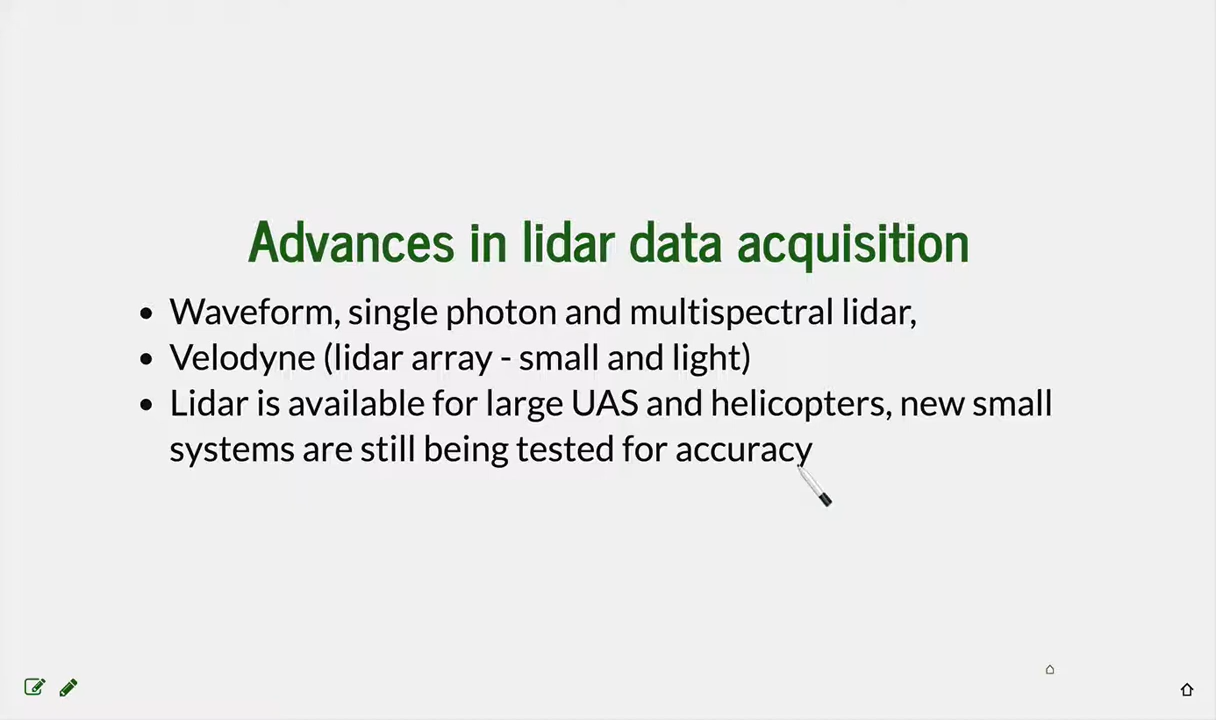 Advances in lidar data acquisition
• Waveform, single photon and multispectral lidar,
• Velodyne (lidar array - small and light)
• Lidar is available for large UAS and helicopters, new small
systems are still being tested for accuracy